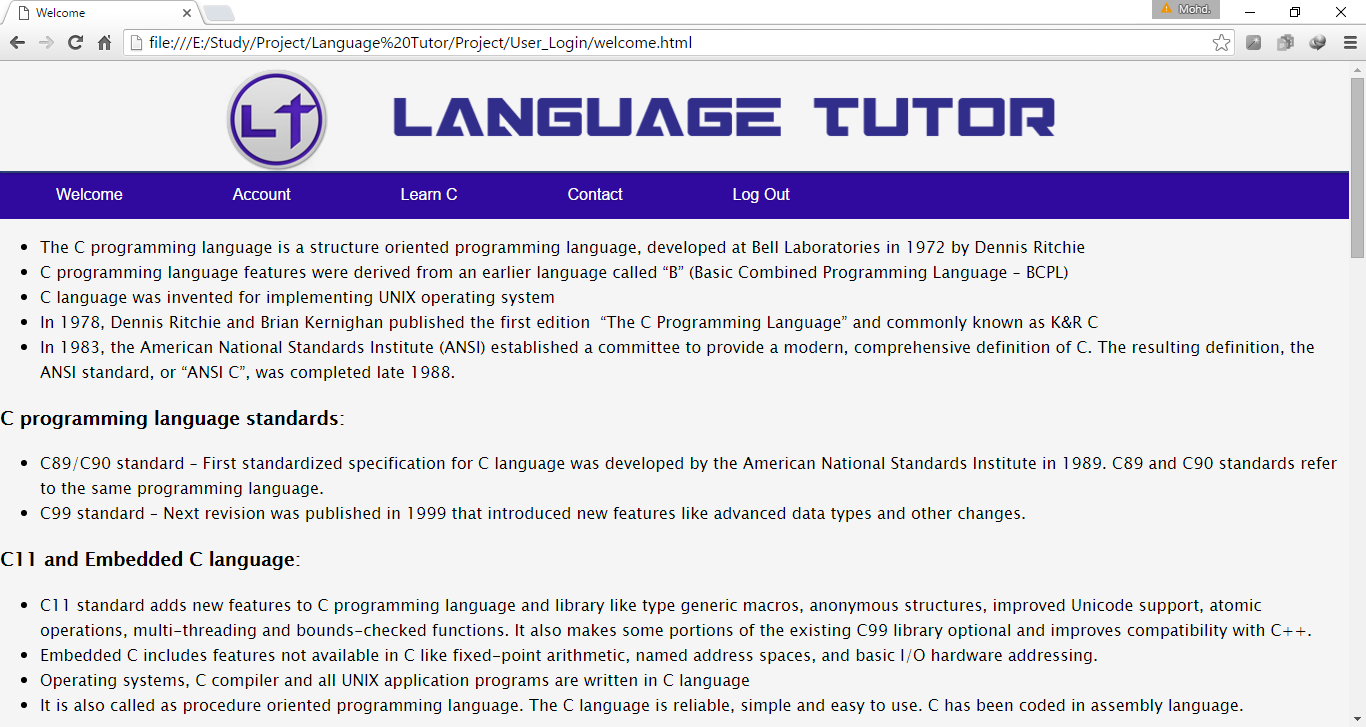 Welcome
Mohd.
file:///E:/Study/Project/Language%20Tutor/Project/User_Login/welcome.html
LT LANGUAGE TUTOR
Welcome Account Learn C Contact Log Out
• The C programming language is a structure oriented programming language, developed at Bell Laboratories in 1972 by Dennis Ritchie
• C programming language features were derived from an earlier language called “B” (Basic Combined Programming Language – BCPL)
• C language was invented for implementing UNIX operating system
• In 1978, Dennis Ritchie and Brian Kernighan published the first edition  “The C Programming Language” and commonly known as K&R C
• In 1983, the American National Standards Institute (ANSI) established a committee to provide a modern, comprehensive definition of C. The resulting definition, the
ANSI standard, or “ANSI C”, was completed late 1988.
C programming language standards:
• C89/C90 standard – First standardized specification for C language was developed by the American National Standards Institute in 1989. C89 and C90 standards refer
to the same programming language.
• C99 standard – Next revision was published in 1999 that introduced new features like advanced data types and other changes.
C11 and Embedded C language:
• C11 standard adds new features to C programming language and library like type generic macros, anonymous structures, improved Unicode support, atomic
operations, multi-threading and bounds-checked functions. It also makes some portions of the existing C99 library optional and improves compatibility with C++.
• Embedded C includes features not available in C like fixed-point arithmetic, named address spaces, and basic I/O hardware addressing.
• Operating systems, C compiler and all UNIX application programs are written in C language
• It is also called as procedure oriented programming language. The C language is reliable, simple and easy to use. C has been coded in assembly language.